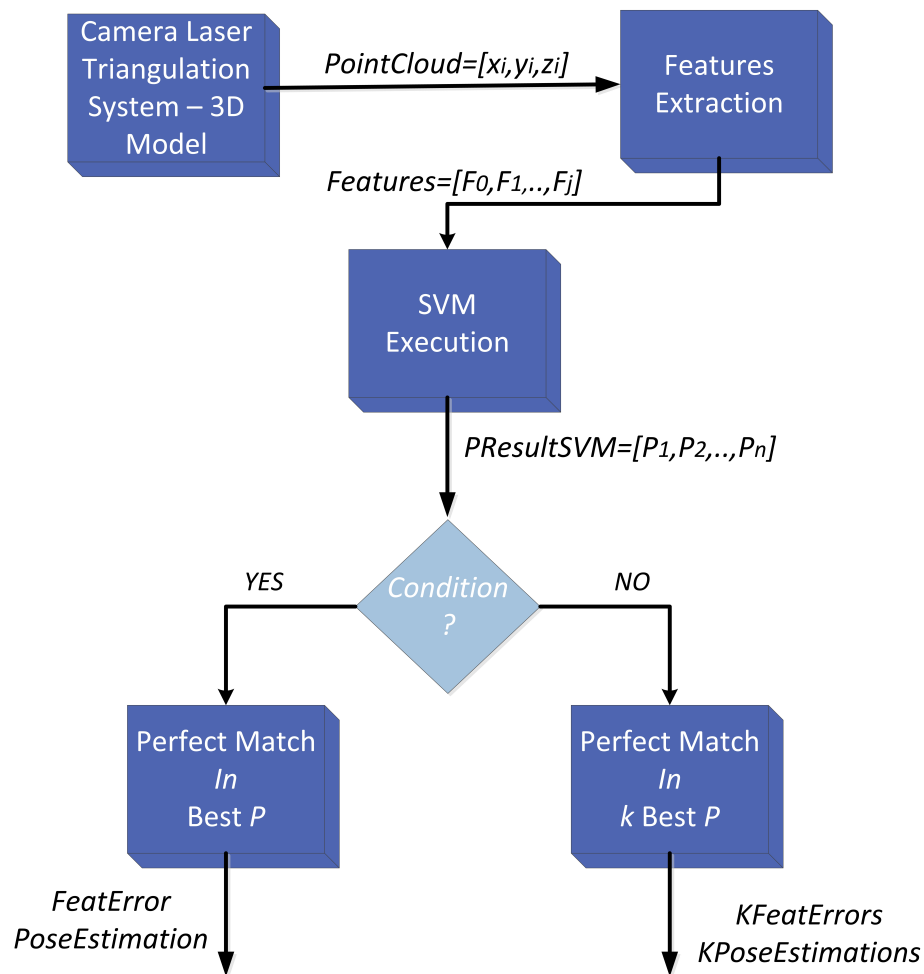 Camera Laser
Triangulation
System – 3D
Model
PointCloud=[xi,yi,zi]
Features
Extraction
Features=[F0,F1,..,Fj]
SVM
Execution
PResultSVM=[P1,P2,..,Pn]
Condition
?
YES
NO
Perfect Match
In
Best P
Perfect Match
In
k Best P
FeatError
PoseEstimation
KFeatErrors
KPoseEstimations